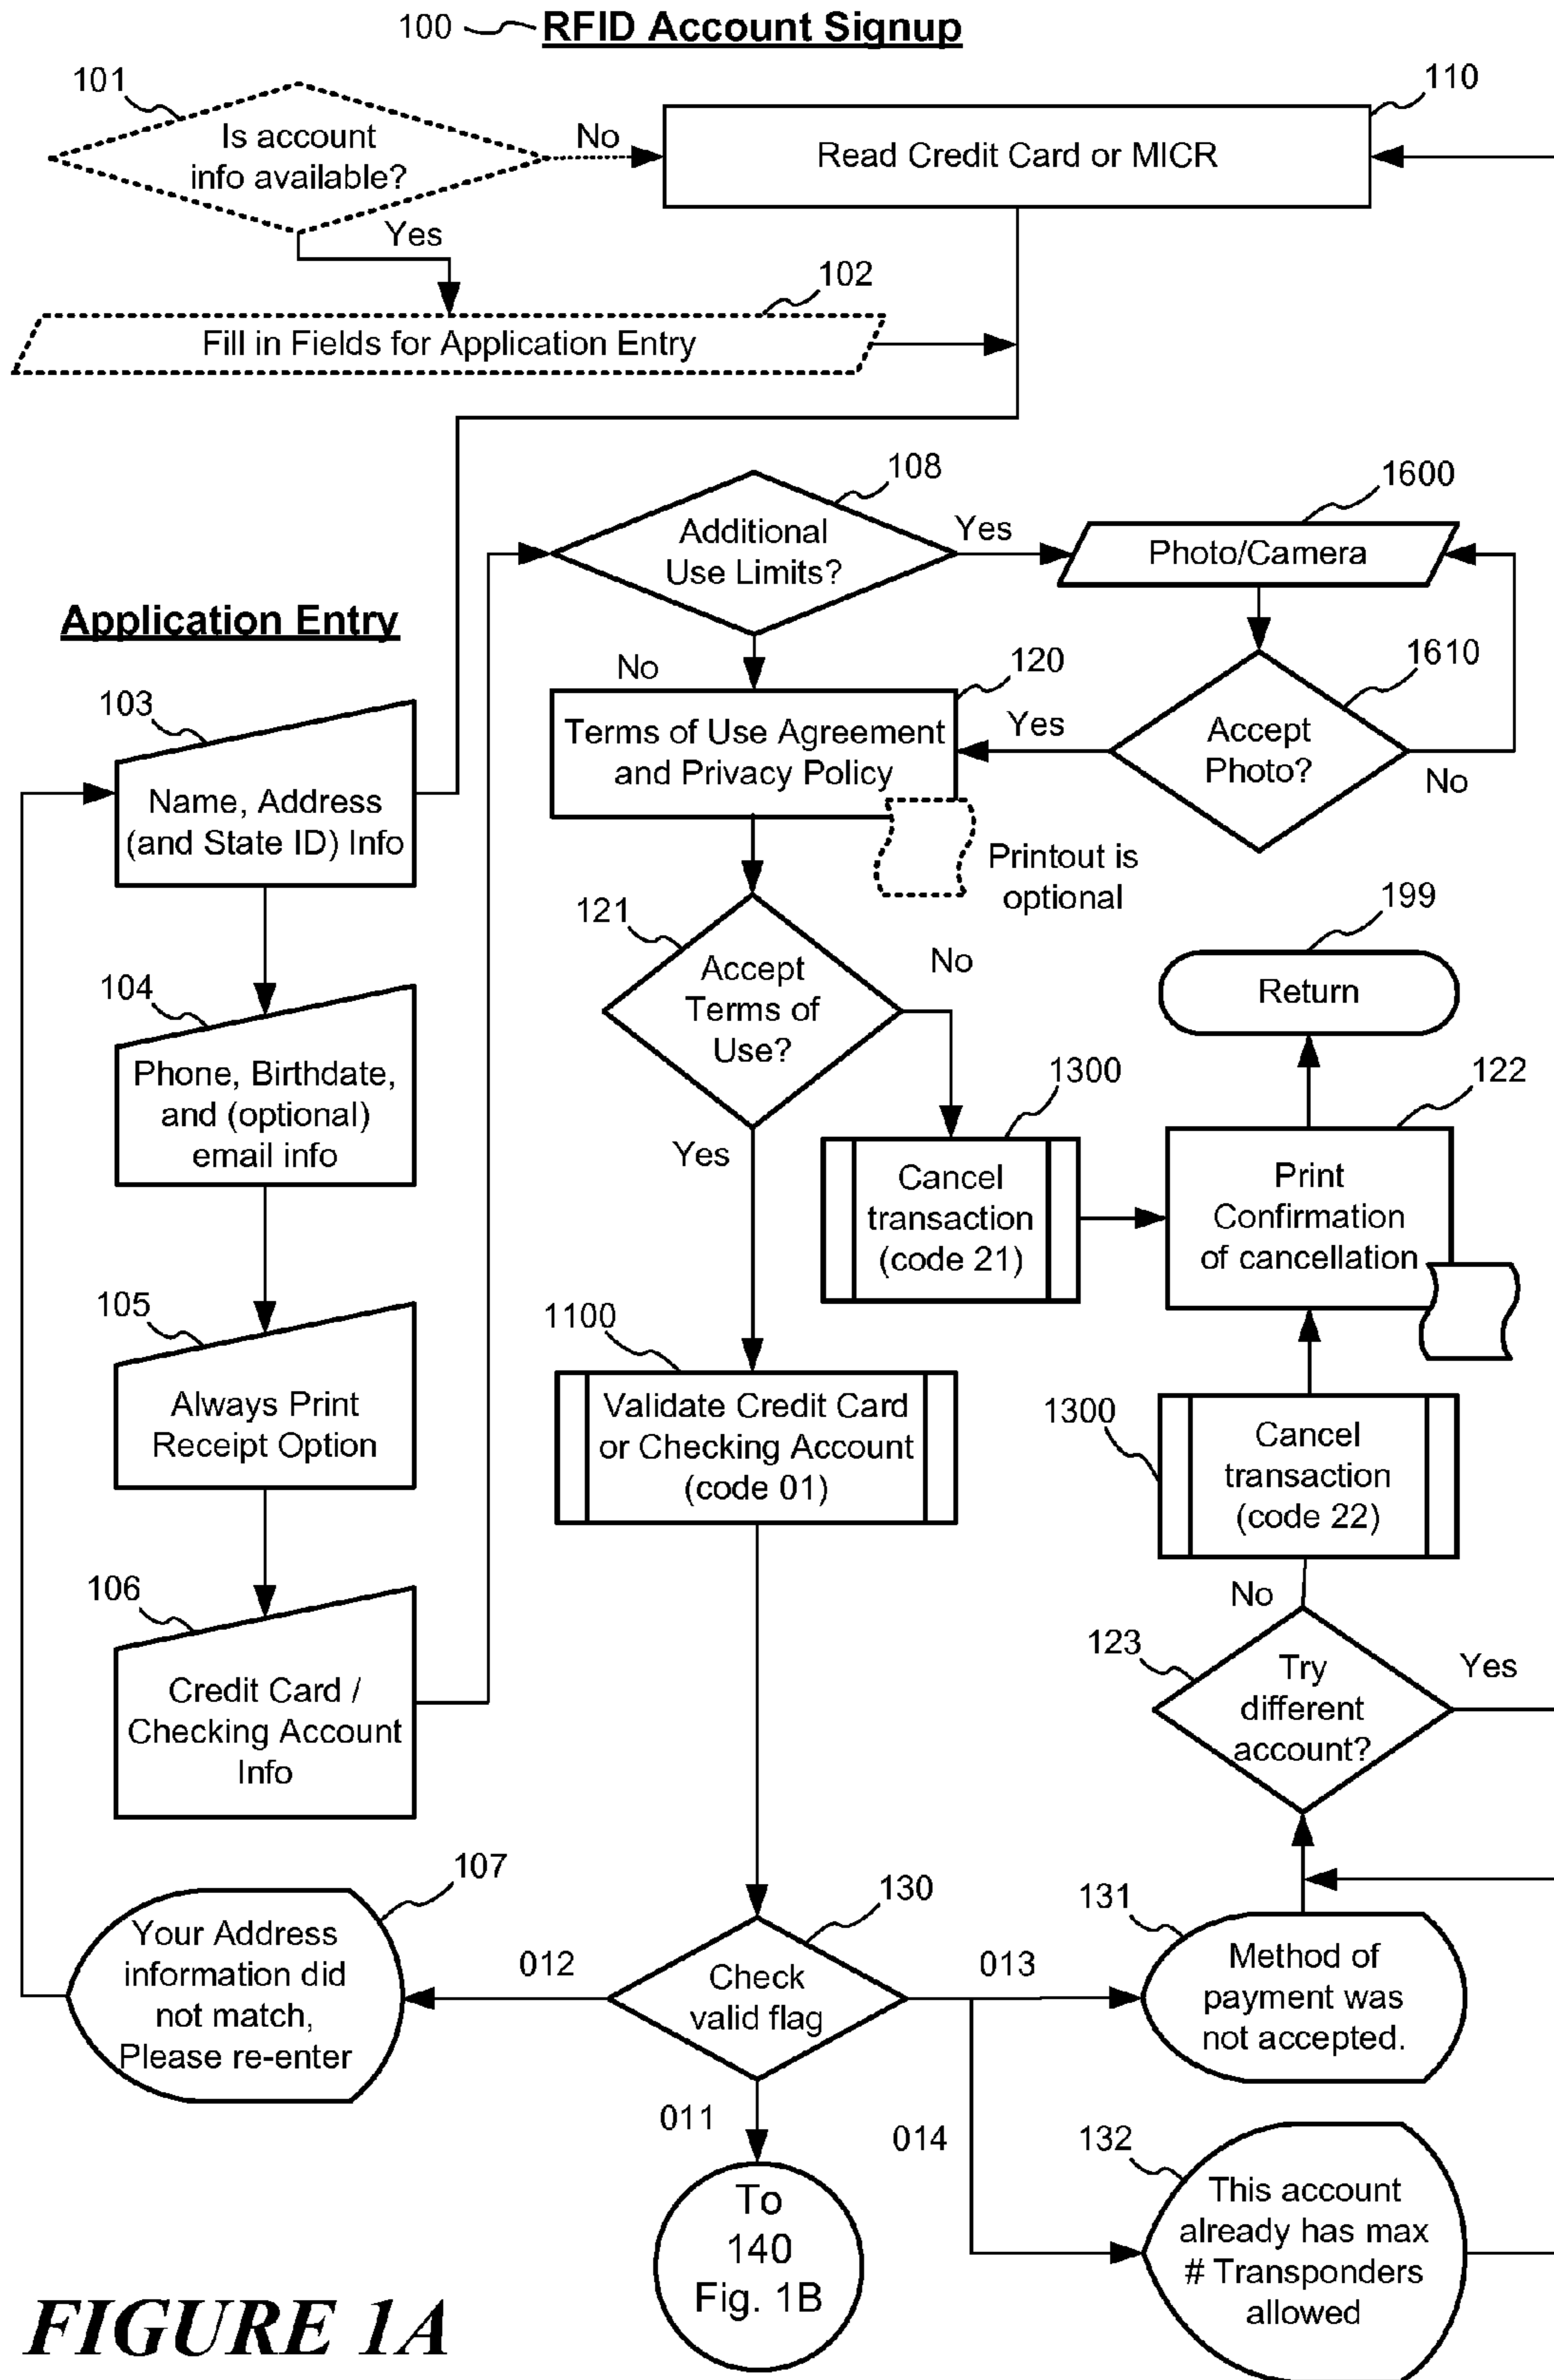 100 RFID Account Signup
101
Is account
info available?
No
Yes
110
Read Credit Card or MICR
102
Fill in Fields for Application Entry
108
Additional
Use Limits?
Yes
No
1600
Photo/Camera
1610
Accept
Photo?
Yes
No
Application Entry
103
Name, Address
(and State ID) Info
120
Terms of Use Agreement
and Privacy Policy
Printout is
optional
104
Phone, Birthdate,
and (optional)
email info
121
Accept
Terms of
Use?
No
Yes
199
Return
1300
Cancel
transaction
(code 21)
122
Print
Confirmation
of cancellation
105
Always Print
Receipt Option
1100
Validate Credit Card
or Checking Account
(code 01)
1300
Cancel
transaction
(code 22)
106
Credit Card /
Checking Account
Info
No
123
Try
different
account?
Yes
107
Your Address
information did
not match,
Please re-enter
012
130
Check
valid flag
013
131
Method of
payment was
not accepted.
011
014
132
This account
already has max
# Transponders
allowed
To
140
Fig. 1B
FIGURE 1A